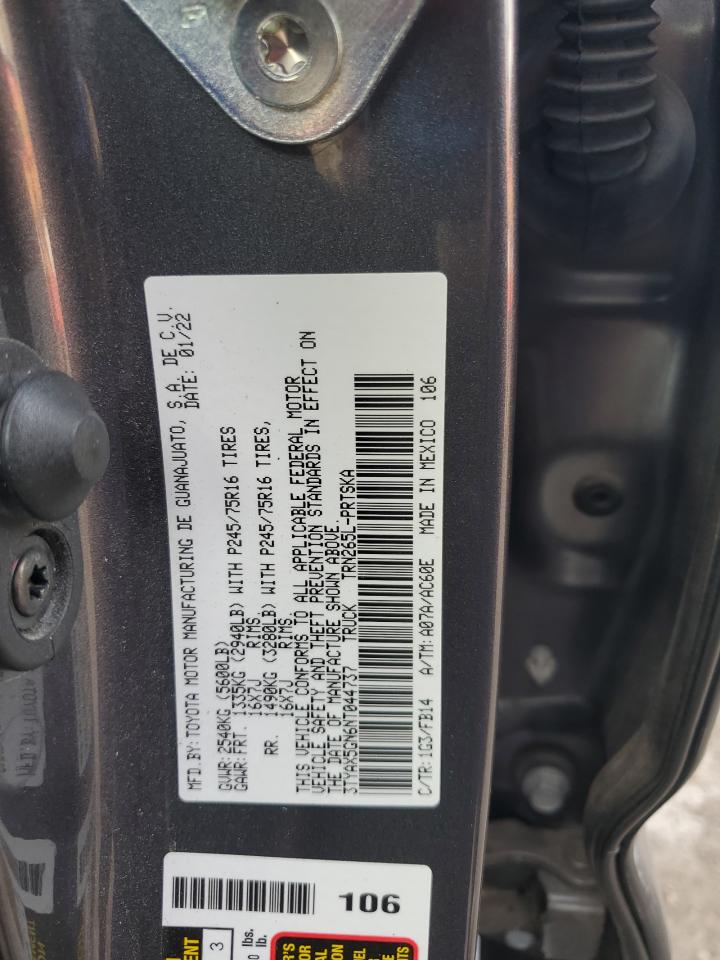 MFD.BY: TOYOTA MOTOR MANUFACTURING DE GUANAJUATO, S.A. DE C.V.
DATE: 01/22
GVWR: 2540KG (5600LB)
GAWR: FRT. 1335KG (2940LB) WITH P245/75R16 TIRES
16X7J RIMS
RR. 1490KG (3280LB) WITH P245/75R16 TIRES,
16X7J RIMS
THIS VEHICLE CONFORMS TO ALL APPLICABLE FEDERAL MOTOR
VEHICLE SAFETY AND THEFT PREVENTION STANDARDS IN EFFECT ON
THE DATE OF MANUFACTURE SHOWN ABOVE.
3TYAX5GN6NT044737 TRUCK TRN265L-PRTSKA
C/TR: 1G3/FB14 A/TM: A07A/AC60E MADE IN MEXICO 106
106
3
lbs.
lb.